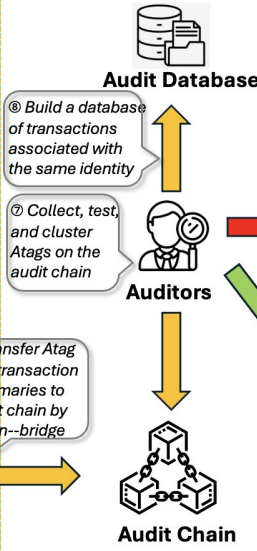 Audit Database
⑧ Build a database
of transactions
associated with
the same identity
⑦ Collect, test,
and cluster
Atags on the
audit chain
Auditors
nsfer Atag
transaction
maries to
t chain by
n--bridge
Audit Chain